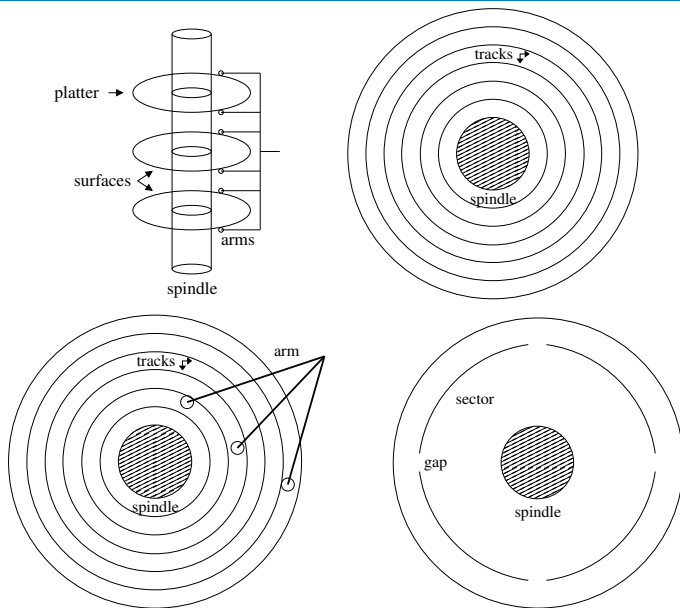 platter
surfaces
arms
spindle
tracks
spindle
tracks
arm
spindle
sector
gap
spindle